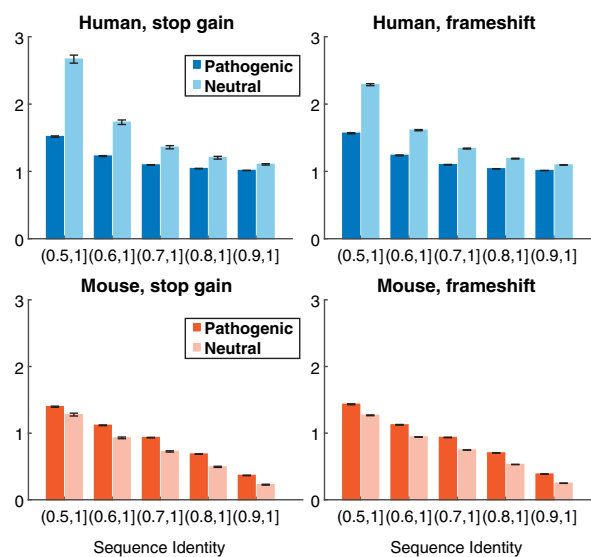 Human, stop gain
Human, frameshift
3
2
1
0
Pathogenic
Neutral
(0.5,1] (0.6,1] (0.7,1] (0.8,1] (0.9,1]
3
2
1
0
(0.5,1] (0.6,1] (0.7,1] (0.8,1] (0.9,1]
Mouse, stop gain
Mouse, frameshift
3
2
1
0
Pathogenic
Neutral
(0.5,1] (0.6,1] (0.7,1] (0.8,1] (0.9,1]
Sequence Identity
3
2
1
0
(0.5,1] (0.6,1] (0.7,1] (0.8,1] (0.9,1]
Sequence Identity